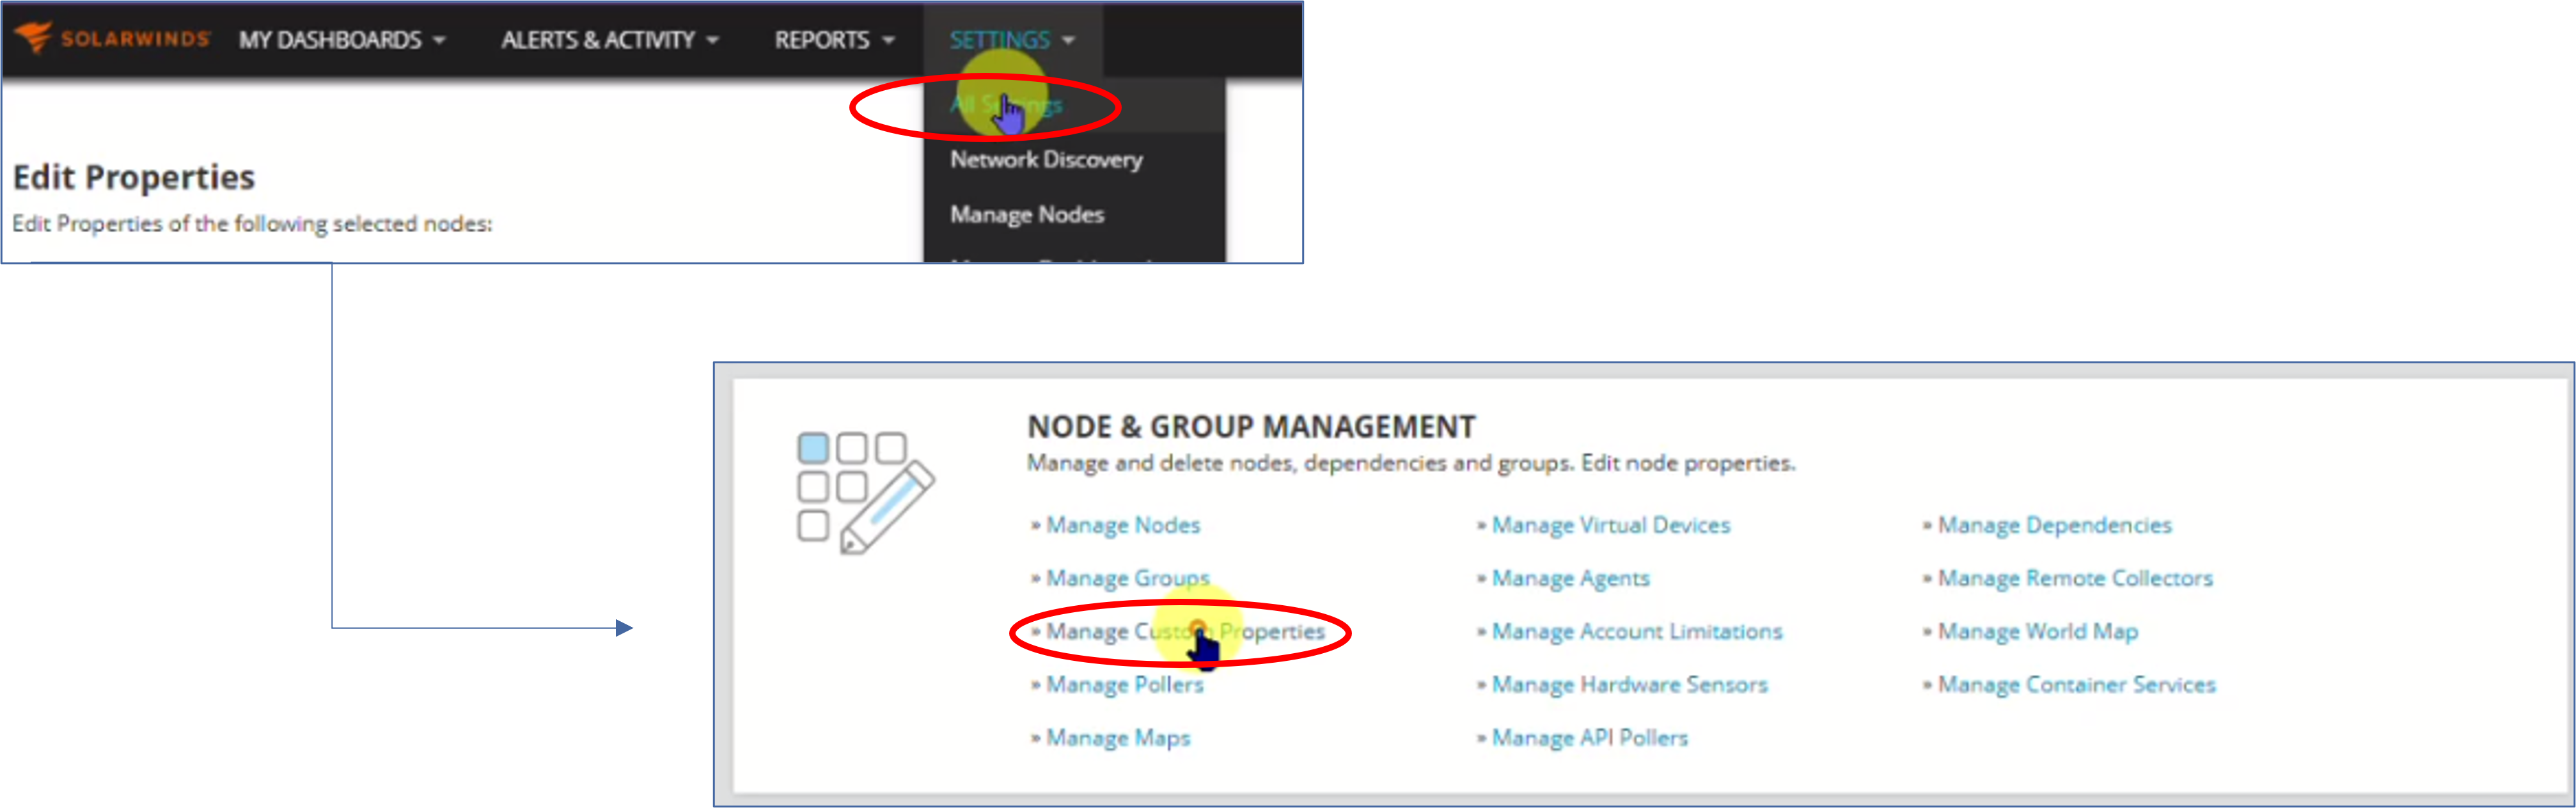 SOLARWINDS MY DASHBOARDS ALERTS & ACTIVITY REPORTS SETTINGS
All Settings
Network Discovery
Manage Nodes
Edit Properties
Edit Properties of the following selected nodes:
NODE & GROUP MANAGEMENT
Manage and delete nodes, dependencies and groups. Edit node properties.
» Manage Nodes » Manage Virtual Devices » Manage Dependencies
» Manage Groups » Manage Agents » Manage Remote Collectors
» Manage Custom Properties » Manage Account Limitations » Manage World Map
» Manage Pollers » Manage Hardware Sensors » Manage Container Services
» Manage Maps » Manage API Pollers